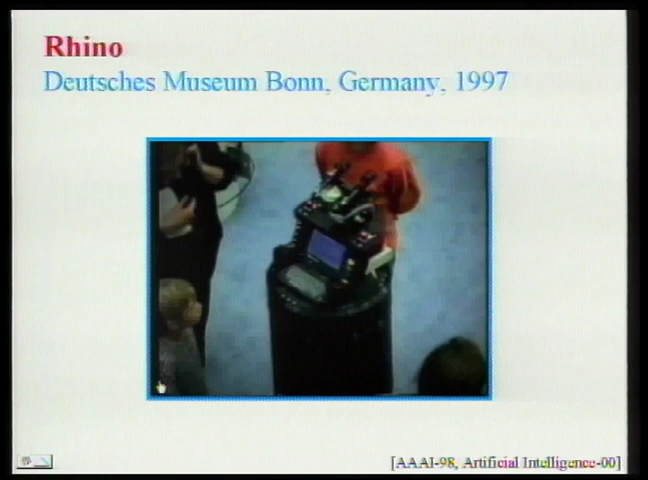 Rhino
Deutsches Museum Bonn, Germany, 1997
[AAAI-98, Artificial Intelligence-00]